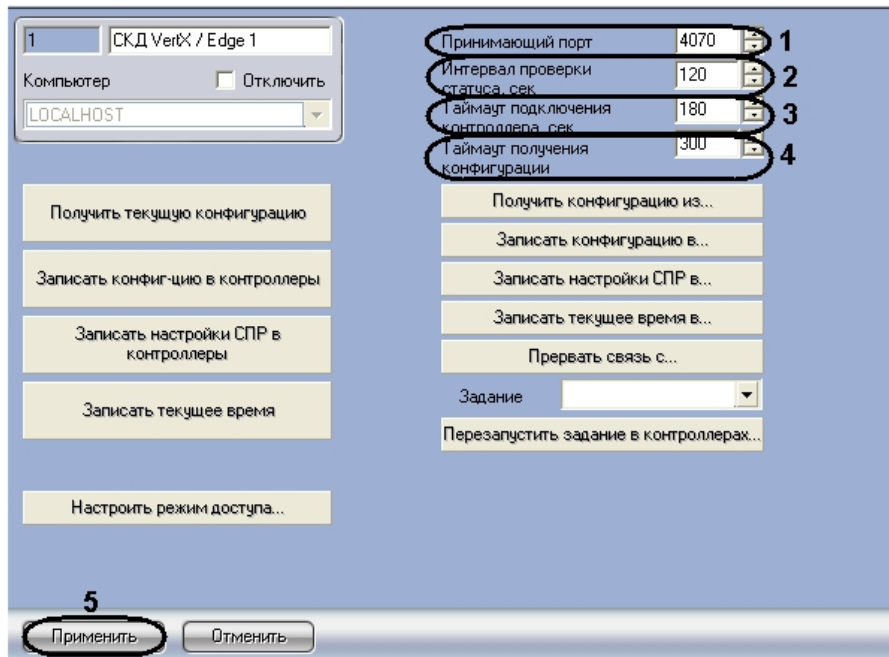 1
СКД VertX / Edge 1
Компьютер
Отключить
LOCALHOST
Принимающий порт
4070
1
Интервал проверки
статуса, сек
120
2
Таймаут подключения
контроллера, сек
180
3
Таймаут получения
конфигурации
300
4
Получить текущую конфигурацию
Записать конфиг-цию в контроллеры
Записать настройки СПР в
контроллеры
Записать текущее время
Настроить режим доступа...
Получить конфигурацию из...
Записать конфигурацию в...
Записать настройки СПР в...
Записать текущее время в...
Прервать связь с...
Задание
Перезапустить задание в контроллерах...
5
Применить
Отменить